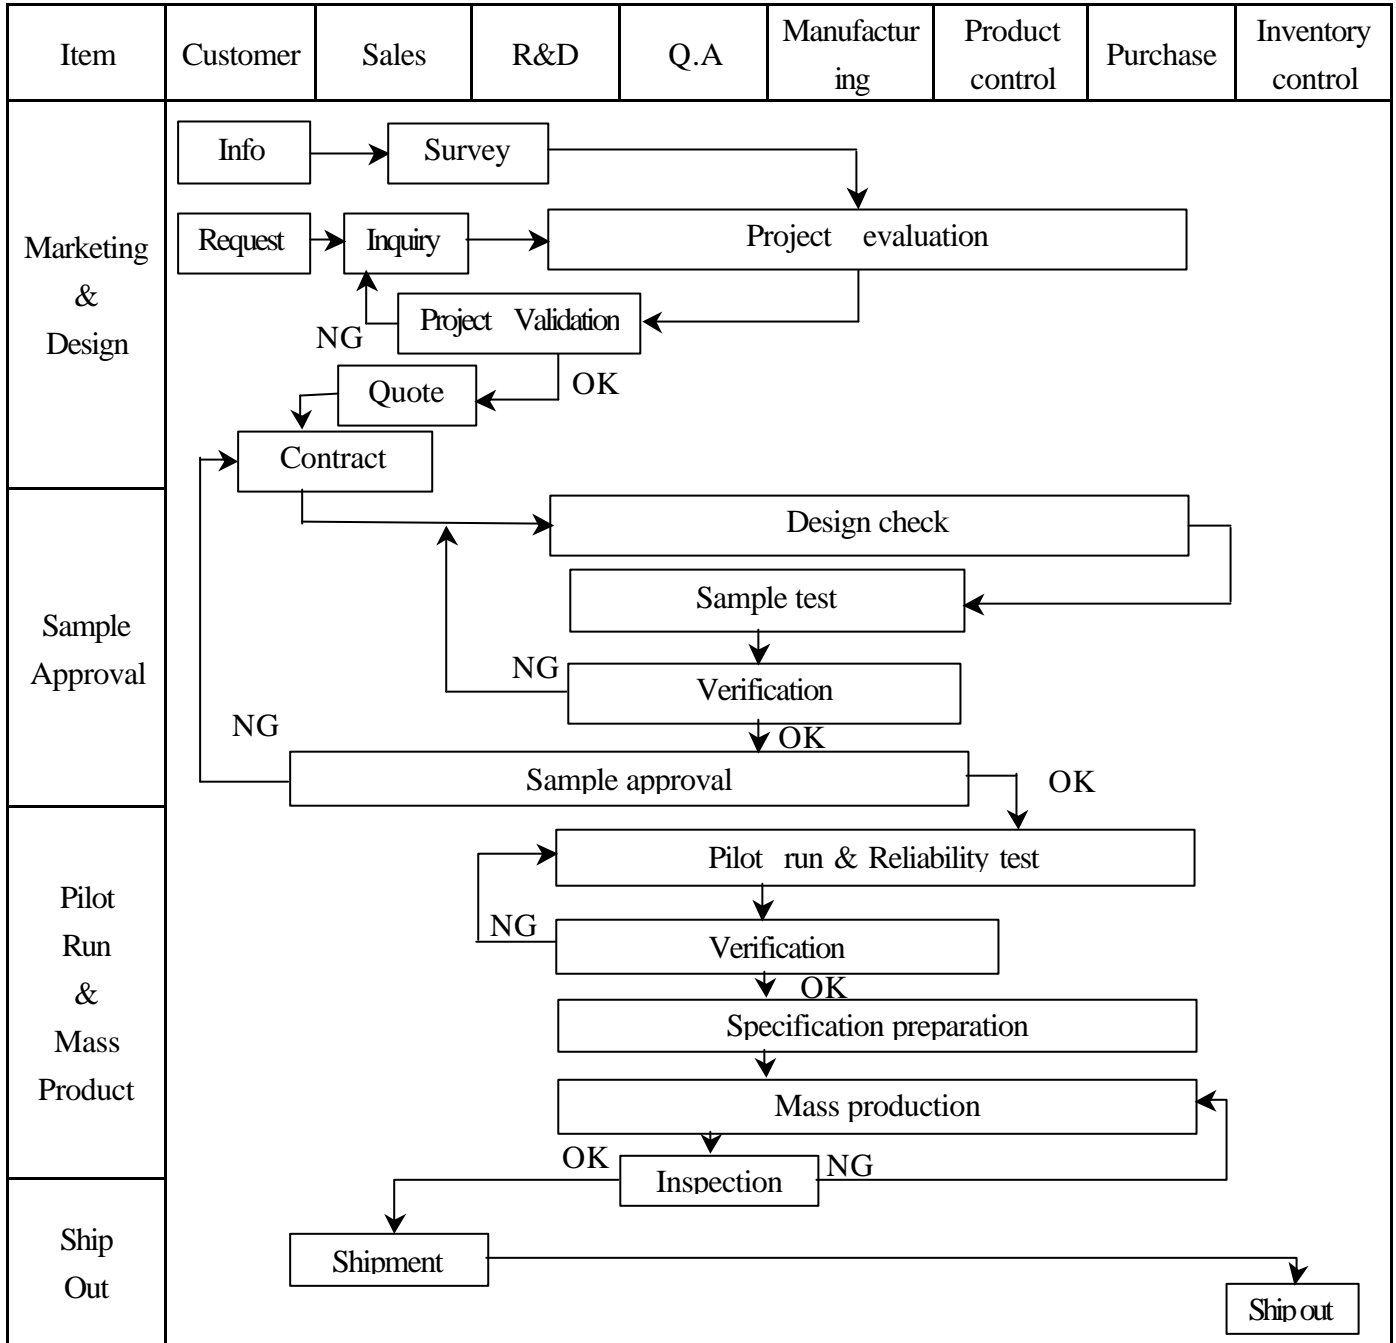 Item
Customer
Sales
R&D
Q.A
Manufactur
ing
Product
control
Purchase
Inventory
control
Marketing
&
Design
Info
Survey
Request
Inquiry
Project evaluation
NG
Project Validation
Quote
OK
Contract
Sample
Approval
Design check
Sample test
NG
Verification
NG
OK
Sample approval
OK
Pilot
Run
&
Mass
Product
Pilot run & Reliability test
NG
Verification
OK
Specification preparation
Mass production
OK
Inspection
NG
Ship
Out
Shipment
Ship out